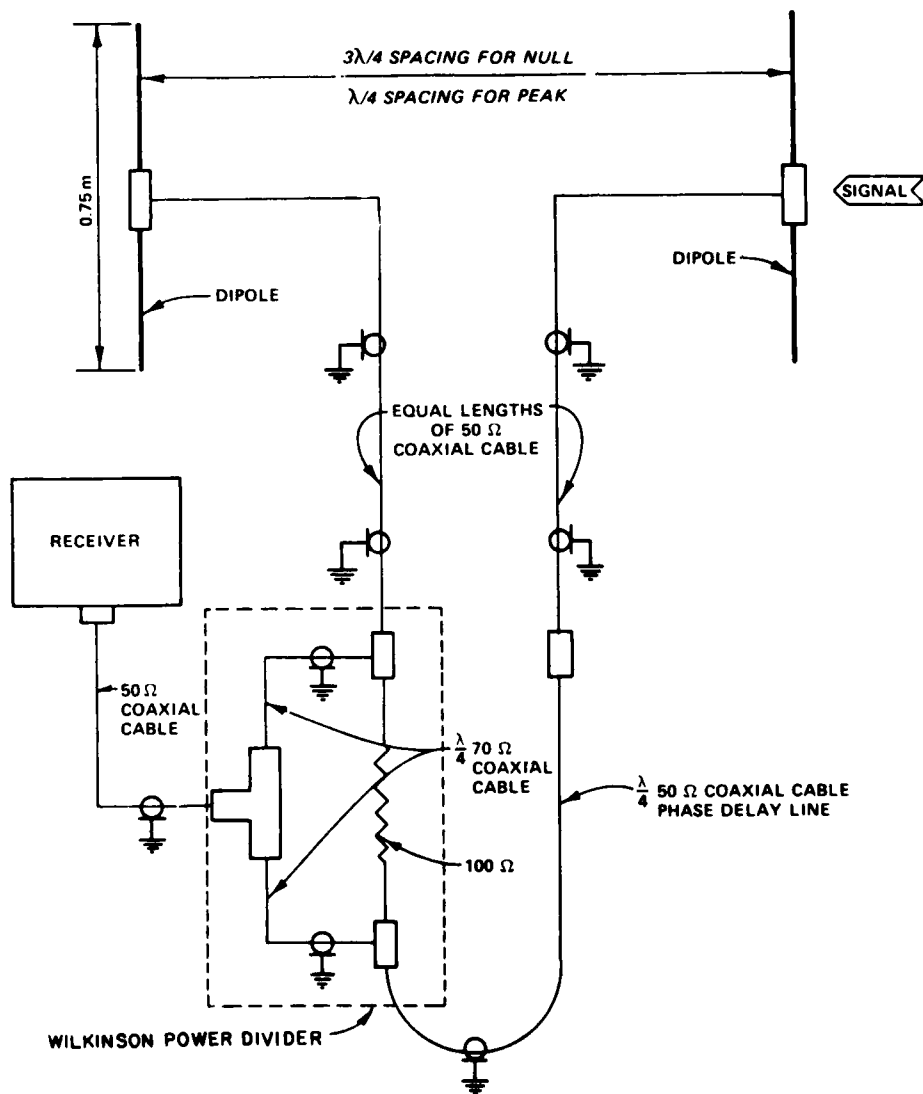 3λ/4 SPACING FOR NULL
λ/4 SPACING FOR PEAK
0.75 m
SIGNAL
DIPOLE
DIPOLE
EQUAL LENGTHS
OF 50 Ω
COAXIAL CABLE
RECEIVER
50 Ω
COAXIAL
CABLE
λ/4 70 Ω
COAXIAL
CABLE
λ/4 50 Ω COAXIAL CABLE
PHASE DELAY LINE
100 Ω
WILKINSON POWER DIVIDER